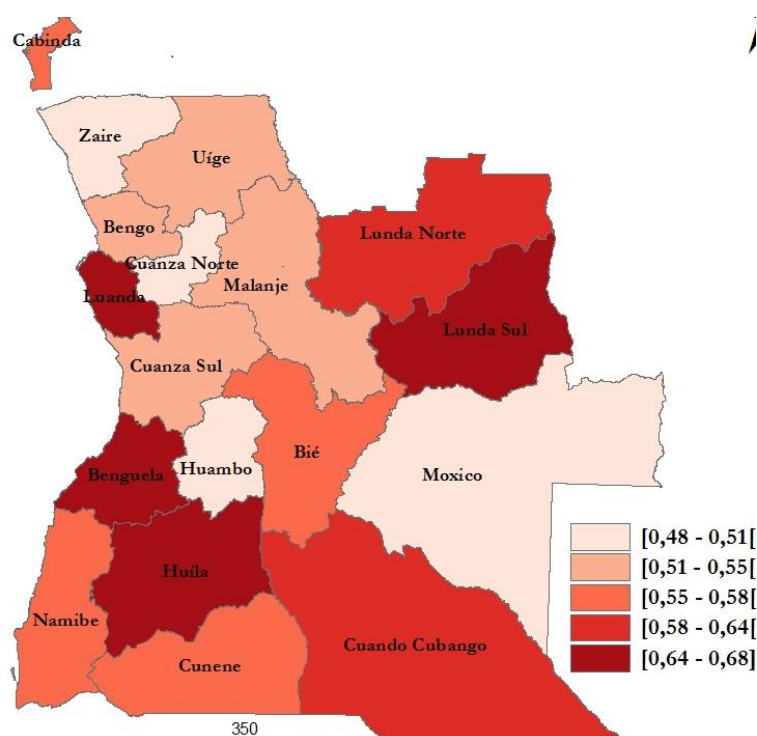 Cabinda
Zaire
Uíge
Bengo
Cuanza Norte
Lunda Norte
Luanda
Malanje
Lunda Sul
Cuanza Sul
Benguela
Huambo
Bié
Moxico
Huíla
Namibe
Cunene
Cuando Cubango
[0,48 - 0,51[
[0,51 - 0,55[
[0,55 - 0,58[
[0,58 - 0,64[
[0,64 - 0,68]
350